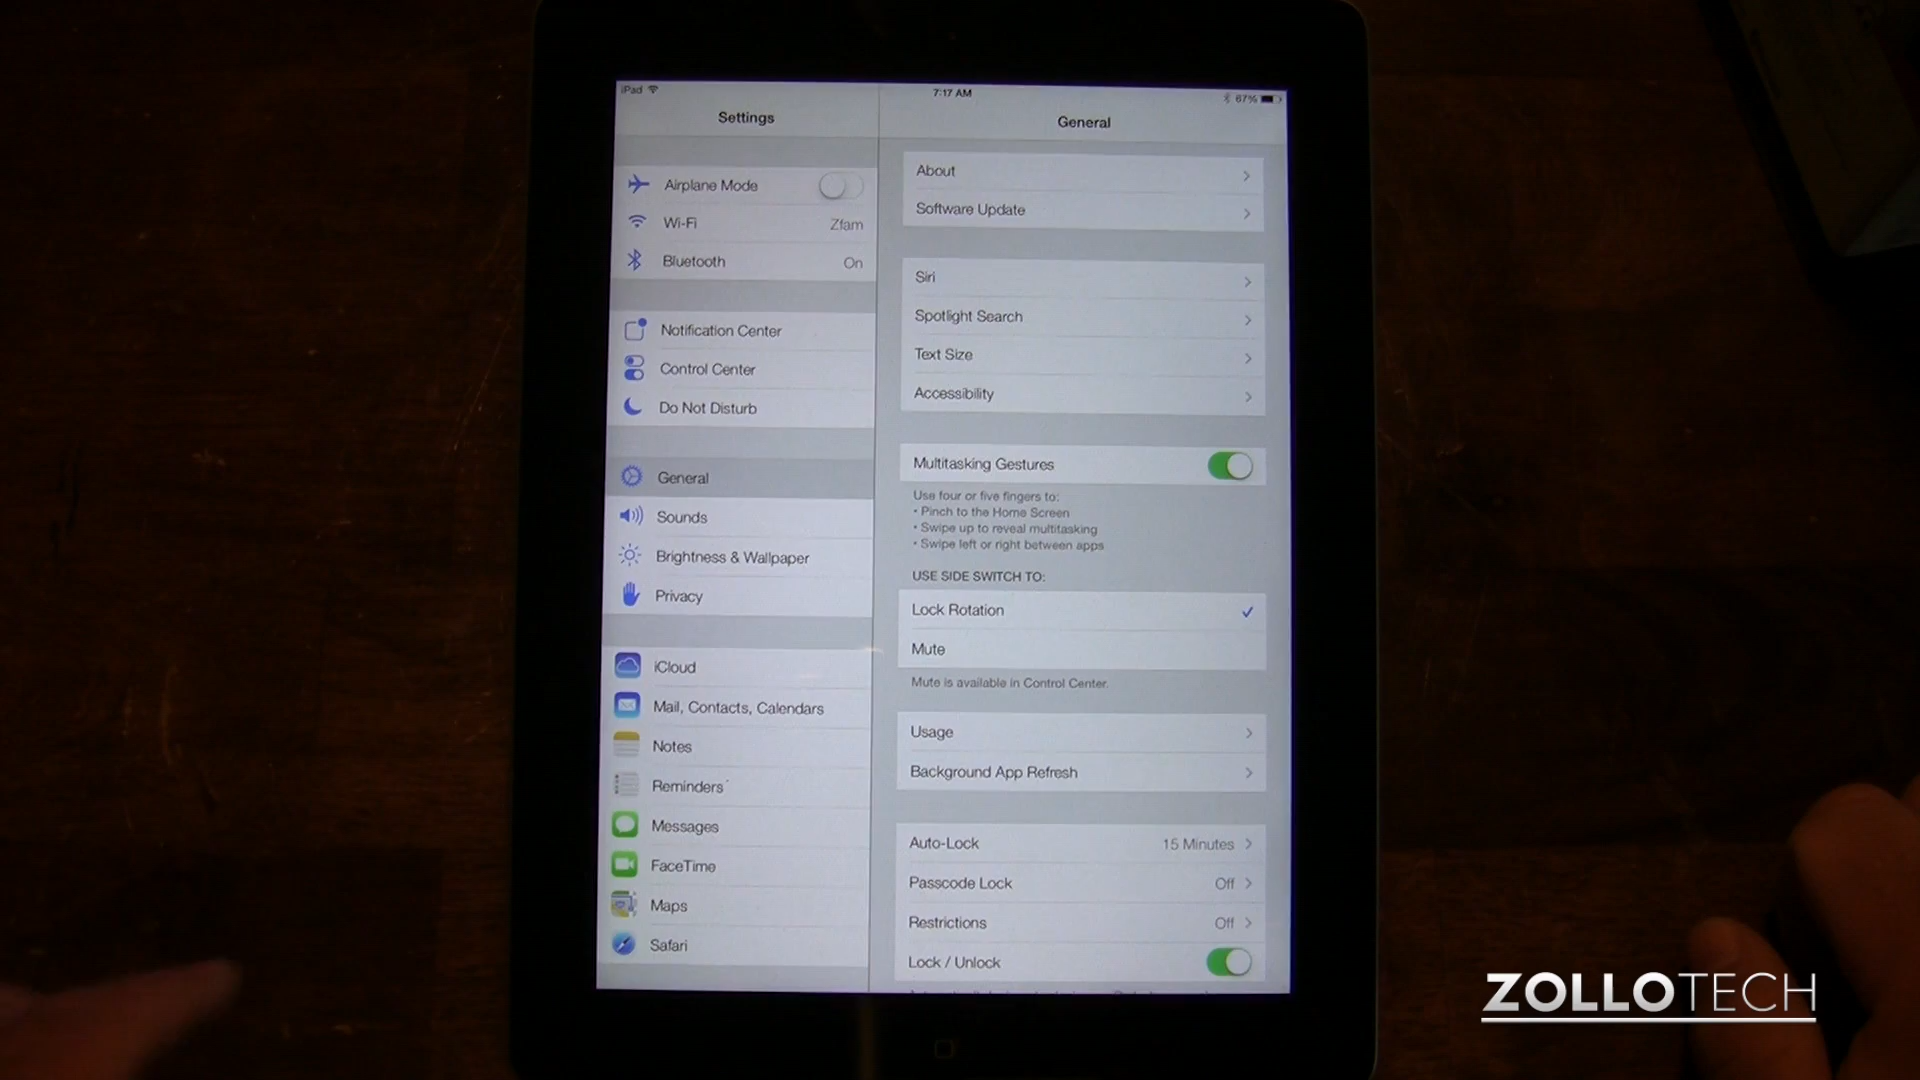 iPad
7:17 AM
67%
Settings
General
Airplane Mode
Wi-Fi
Zfam
Bluetooth
On
Notification Center
Control Center
Do Not Disturb
General
Sounds
Brightness & Wallpaper
Privacy
iCloud
Mail, Contacts, Calendars
Notes
Reminders
Messages
FaceTime
Maps
Safari
About
Software Update
Siri
Spotlight Search
Text Size
Accessibility
Multitasking Gestures
Use four or five fingers to:
• Pinch to the Home Screen
• Swipe up to reveal multitasking
• Swipe left or right between apps
USE SIDE SWITCH TO:
Lock Rotation
Mute
Mute is available in Control Center.
Usage
Background App Refresh
Auto-Lock
15 Minutes
Passcode Lock
Off
Restrictions
Off
Lock / Unlock
ZOLLOTECH